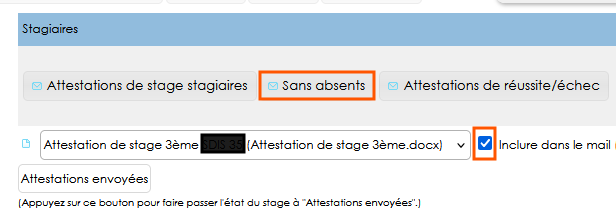 Stagiaires
Attestations de stage stagiaires Sans absents Attestations de réussite/échec
Attestation de stage 3ème (Attestation de stage 3ème.docx) Inclure dans le mail
Attestations envoyées
(Appuyez sur ce bouton pour faire passer l'état du stage à "Attestations envoyées".)